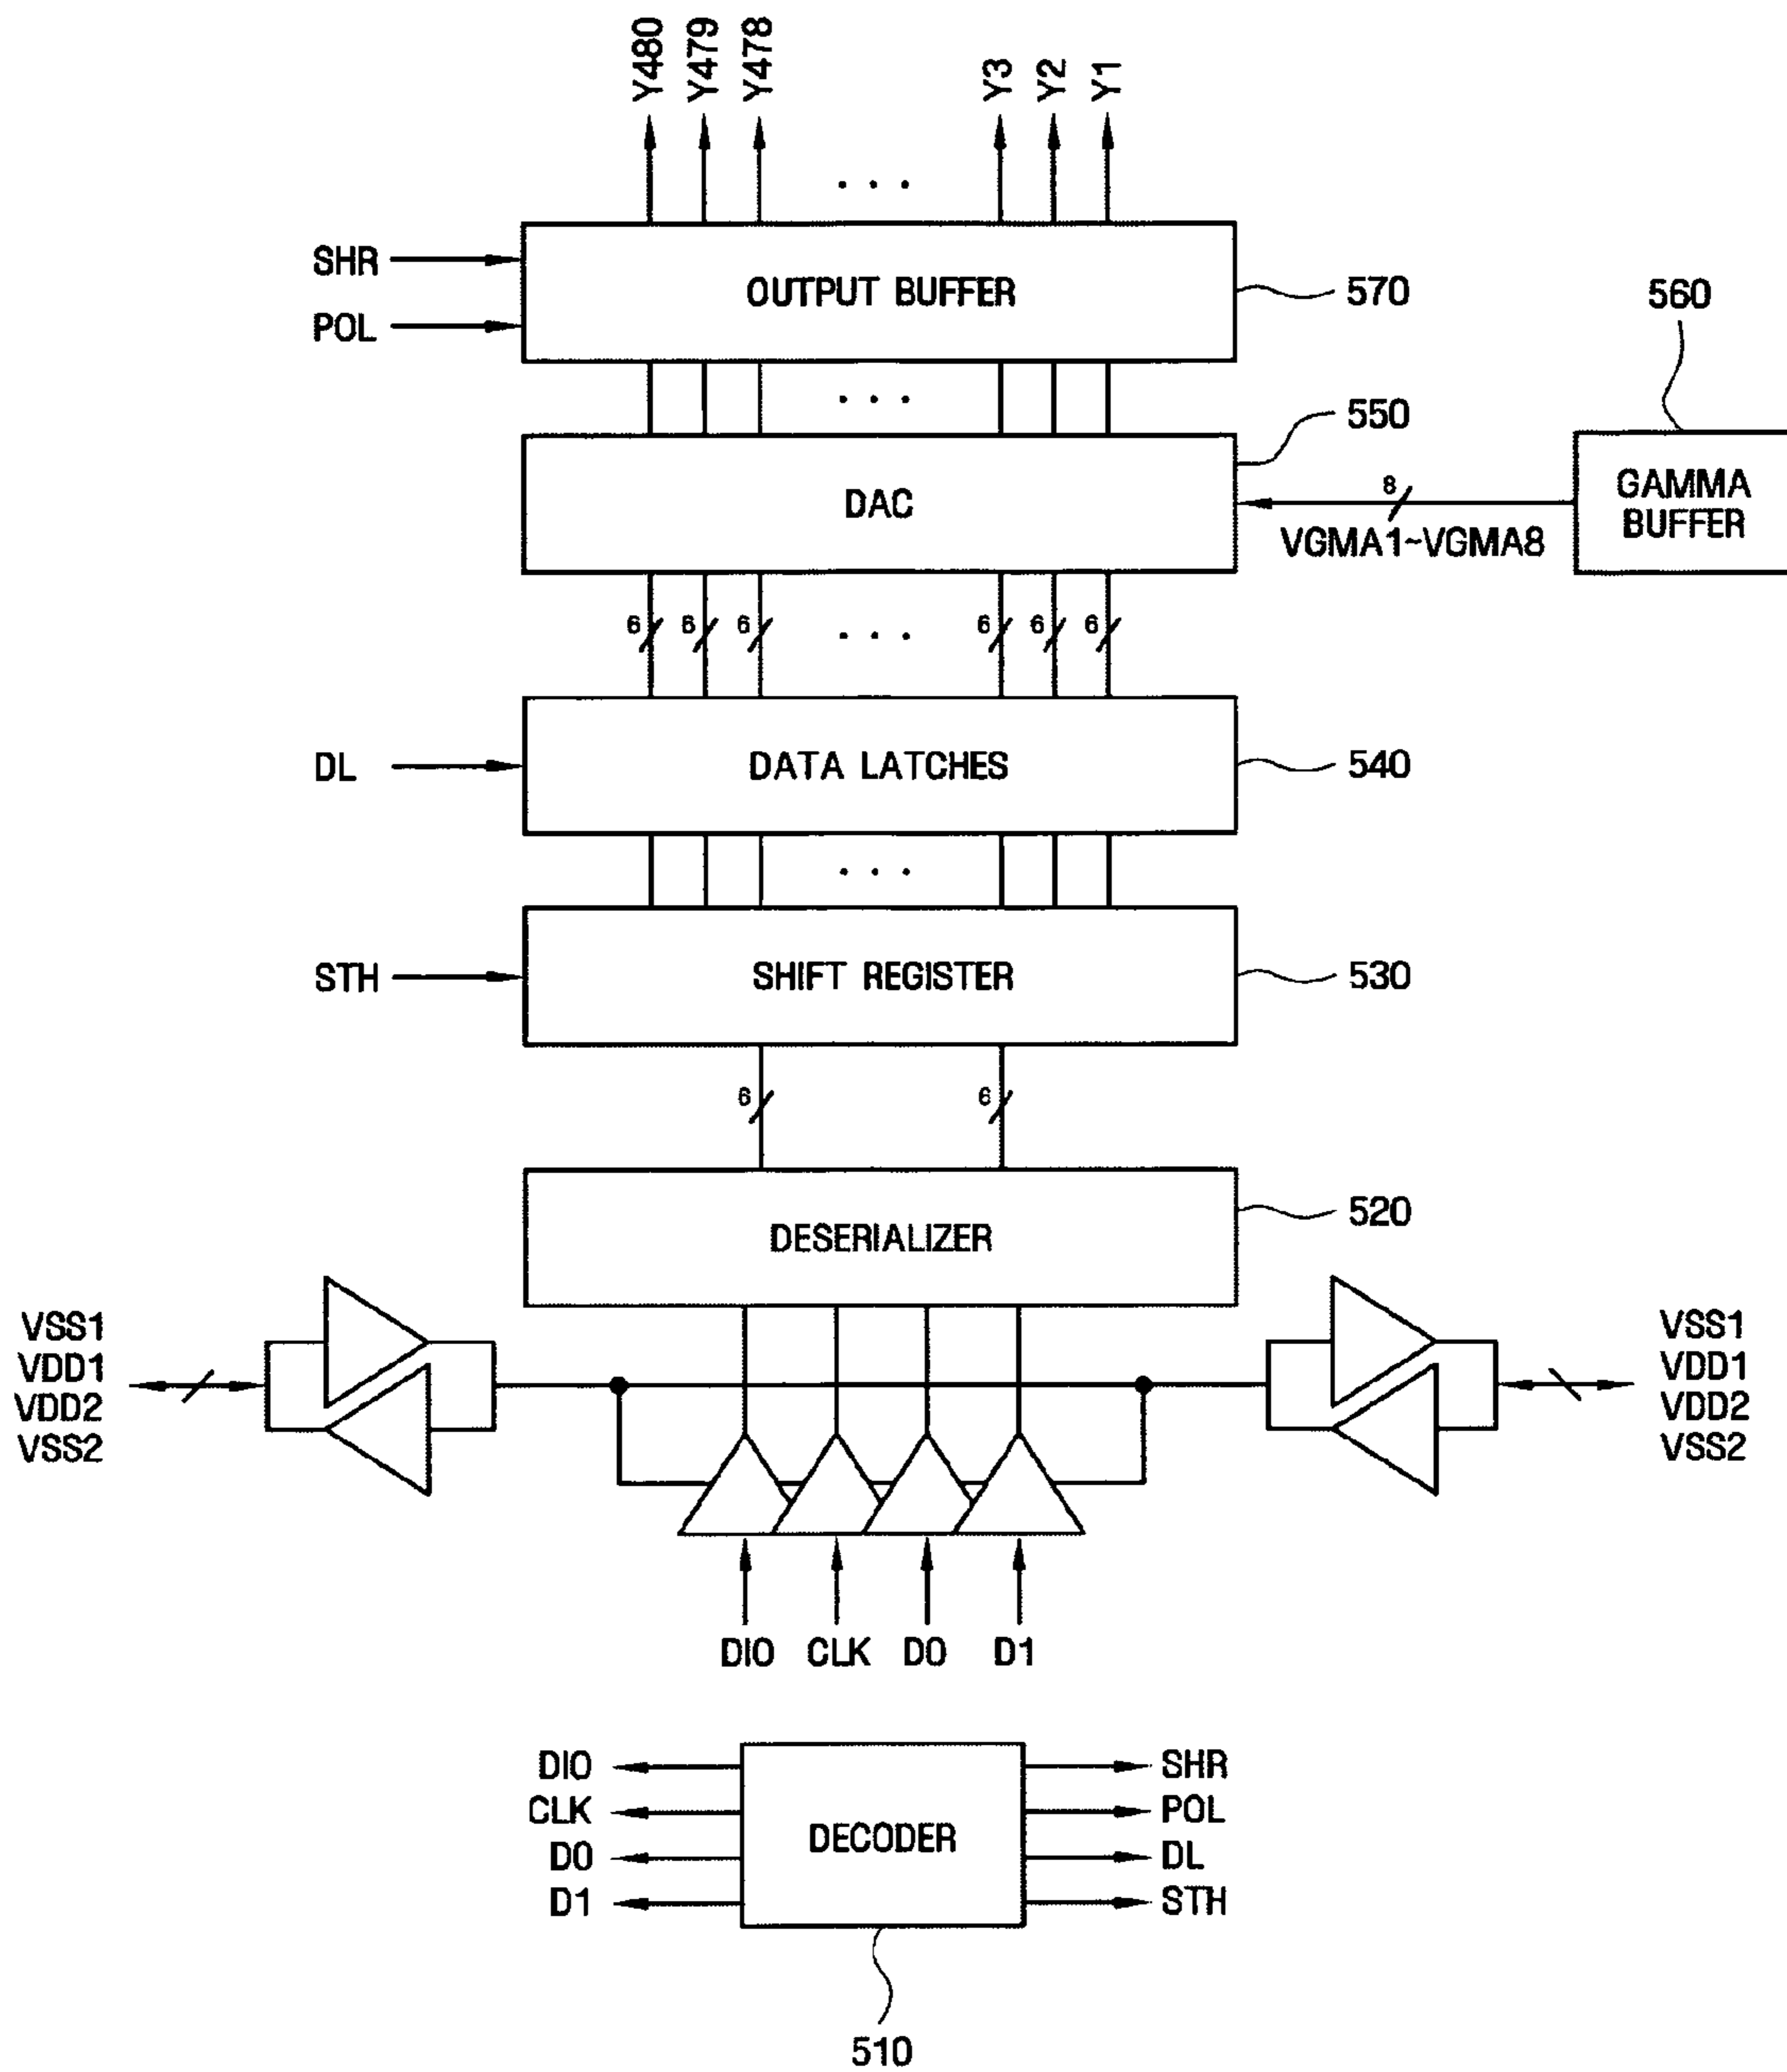 Y480
Y479
Y478
Y3
Y2
Y1
SHR
POL
OUTPUT BUFFER
570
560
550
DAC
8
VGMA1~VGMA8
GAMMA
BUFFER
6
6
6
6
6
6
DL
DATA LATCHES
540
STH
SHIFT REGISTER
530
6
6
DESERIALIZER
520
VSS1
VDD1
VDD2
VSS2
VSS1
VDD1
VDD2
VSS2
DIO
CLK
D0
D1
DIO
CLK
D0
D1
DECODER
SHR
POL
DL
STH
510